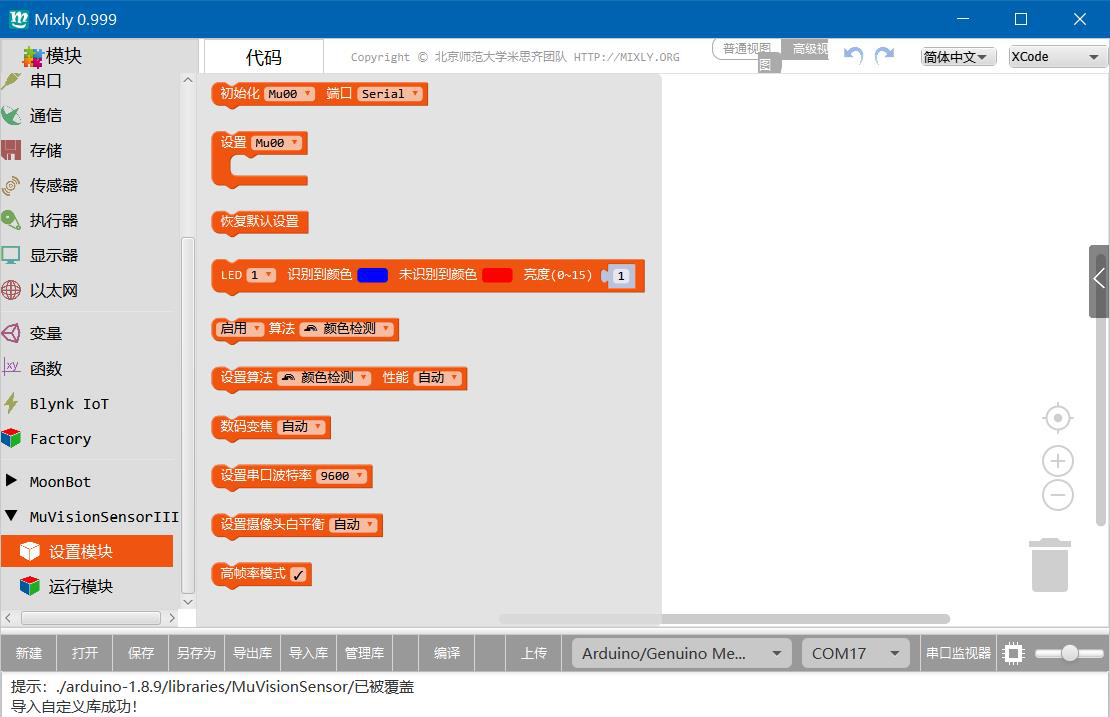 Mixly 0.999
模块
代码
Copyright © 北京师范大学米思齐团队 HTTP://MIXLY.ORG
普通视图
高级视图
简体中文
XCode
串口
通信
存储
传感器
执行器
显示器
以太网
变量
函数
Blynk IoT
Factory
MoonBot
MuVisionSensorIII
设置模块
运行模块
初始化 Mu00 端口 Serial
设置 Mu00
恢复默认设置
LED 1 识别到颜色 未识别到颜色 亮度(0~15) 1
启用 算法 颜色检测
设置算法 颜色检测 性能 自动
数码变焦 自动
设置串口波特率 9600
设置摄像头白平衡 自动
高帧率模式
新建 打开 保存 另存为 导出库 导入库 管理库 编译 上传 Arduino/Genuino Me... COM17 串口监视器
提示：./arduino-1.8.9/libraries/MuVisionSensor/已被覆盖
导入自定义库成功！